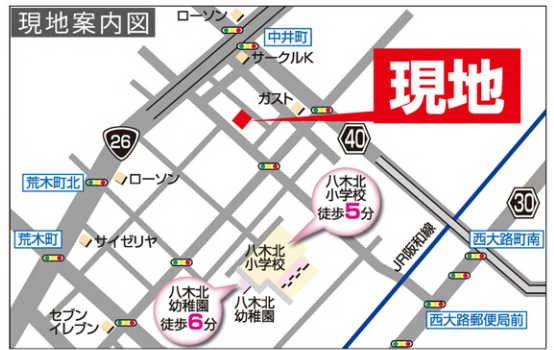 現地案内図
ローソン
中井町
サークルK
ガスト
現地
26
40
荒木町北
ローソン
八木北
小学校
徒歩5分
30
荒木町
サイゼリヤ
八木北
小学校
JR阪和線
西大路町南
八木北
幼稚園
徒歩6分
八木北
幼稚園
セブン
イレブン
西大路郵便局前